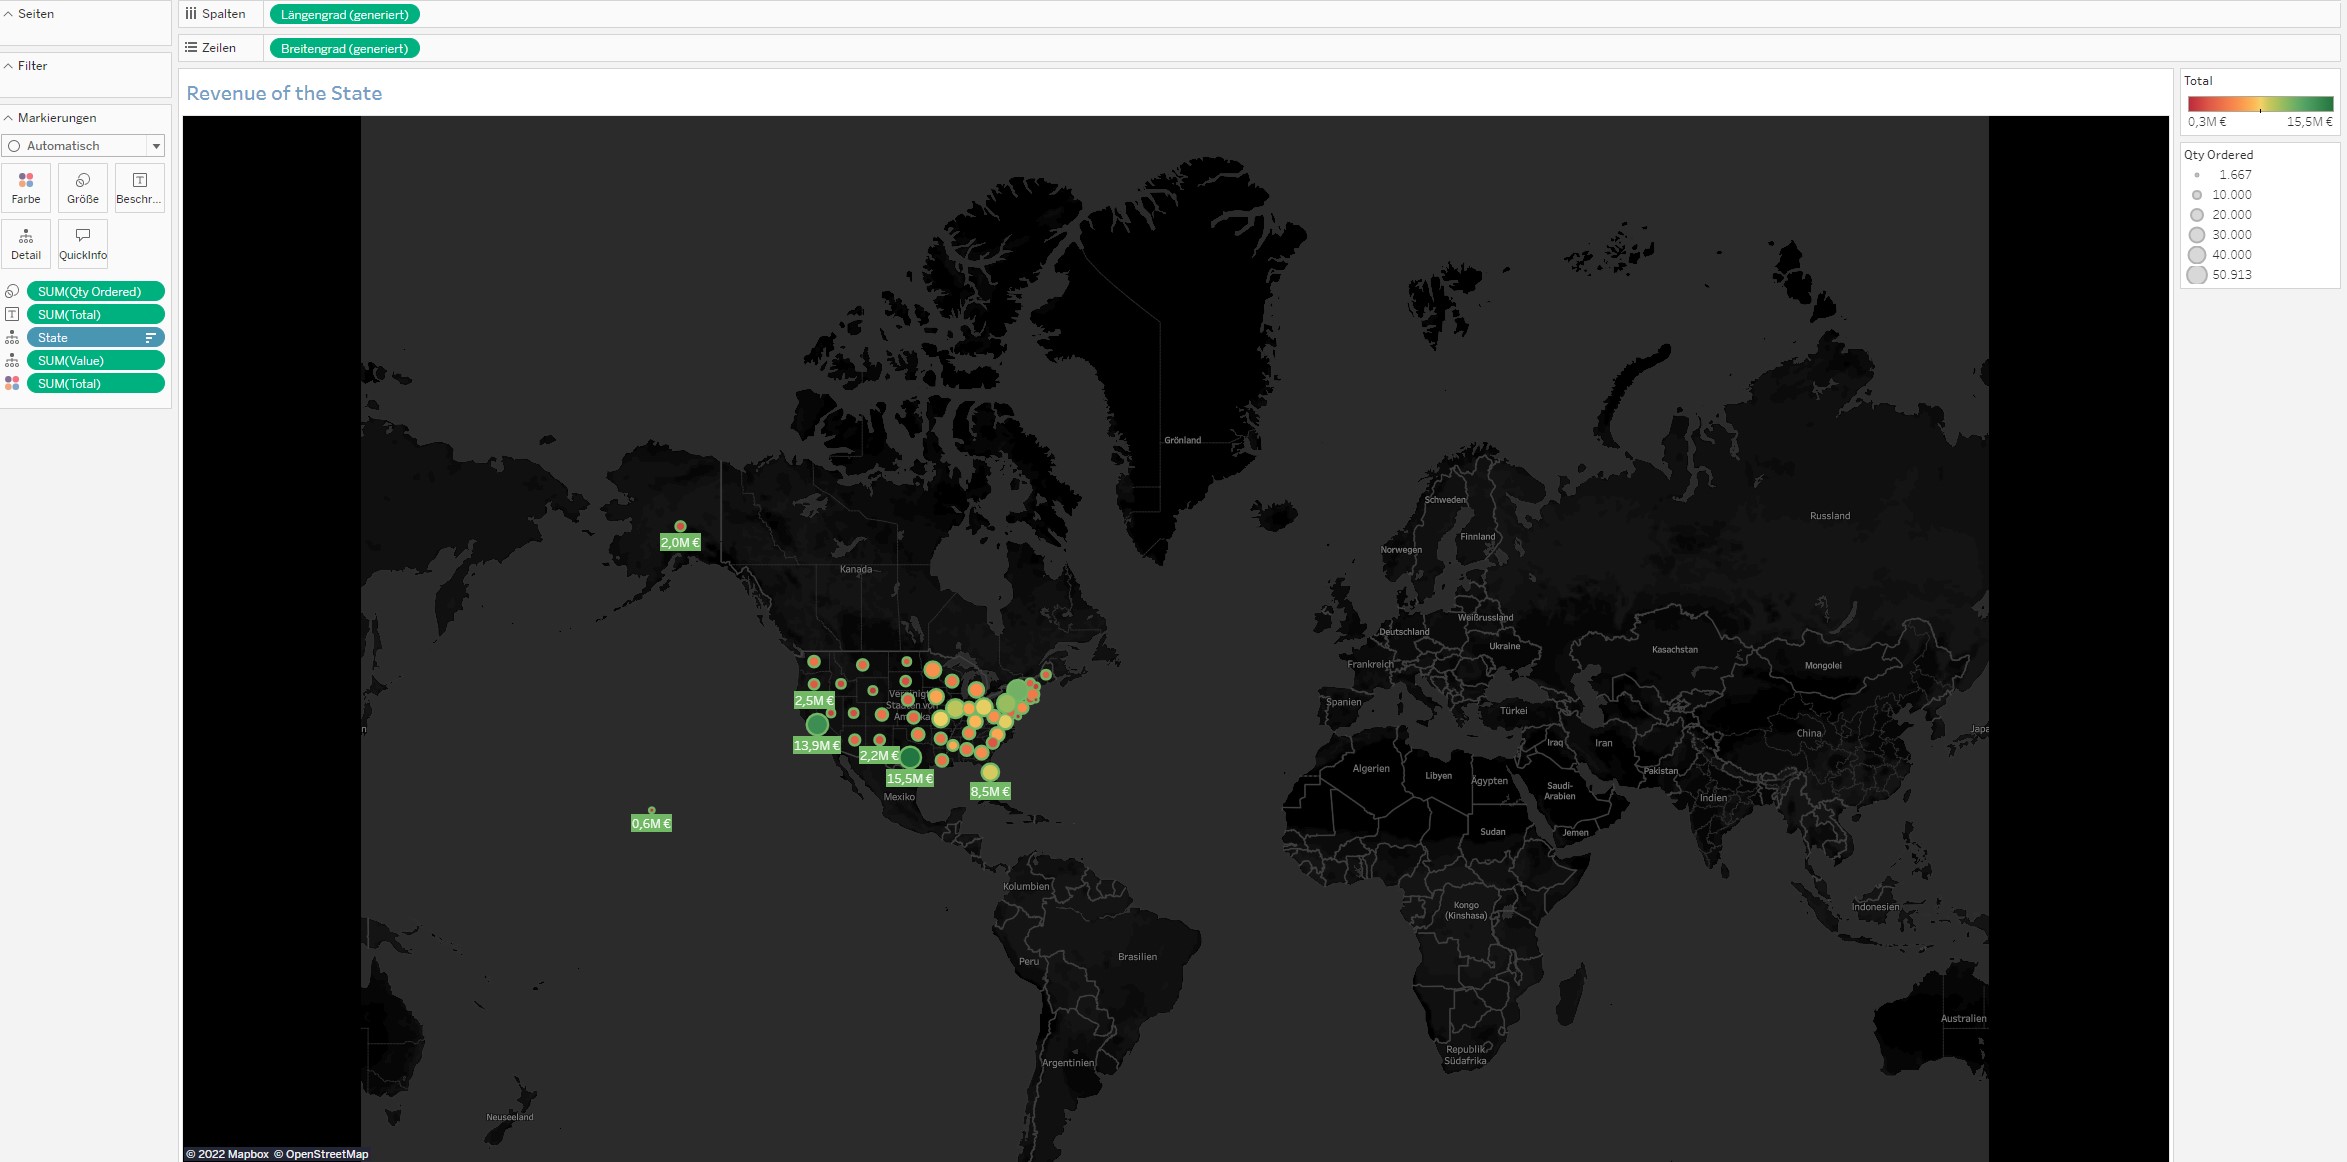 Seiten
Filter
Markierungen
Automatisch
Farbe
Größe
Beschr...
Detail
QuickInfo
SUM(Qty Ordered)
SUM(Total)
State
SUM(Value)
SUM(Total)
Spalten
Längengrad (generiert)
Zeilen
Breitengrad (generiert)
Revenue of the State
Grönland
Schweden
Russland
Finnland
Norwegen
2,0M €
Kanada
Weißrussland
Deutschland
Ukraine
Kasachstan
Frankreich
Mongolei
Spanien
2,5M €
Türkei
China
13,9M €
Iraq
Iran
2,2M €
Algerien
Libyen
Ägypten
Pakistan
15,5M €
Saudi-
Arabien
8,5M €
Mexiko
Indien
0,6M €
Sudan
Jemen
Kolumbien
Kongo
(Kinshasa)
Indonesien
Peru
Brasilien
Australien
Republik
Südafrika
Argentinien
Neuseeland
© 2022 Mapbox © OpenStreetMap
Total
0,3M €
15,5M €
Qty Ordered
1.667
10.000
20.000
30.000
40.000
50.913